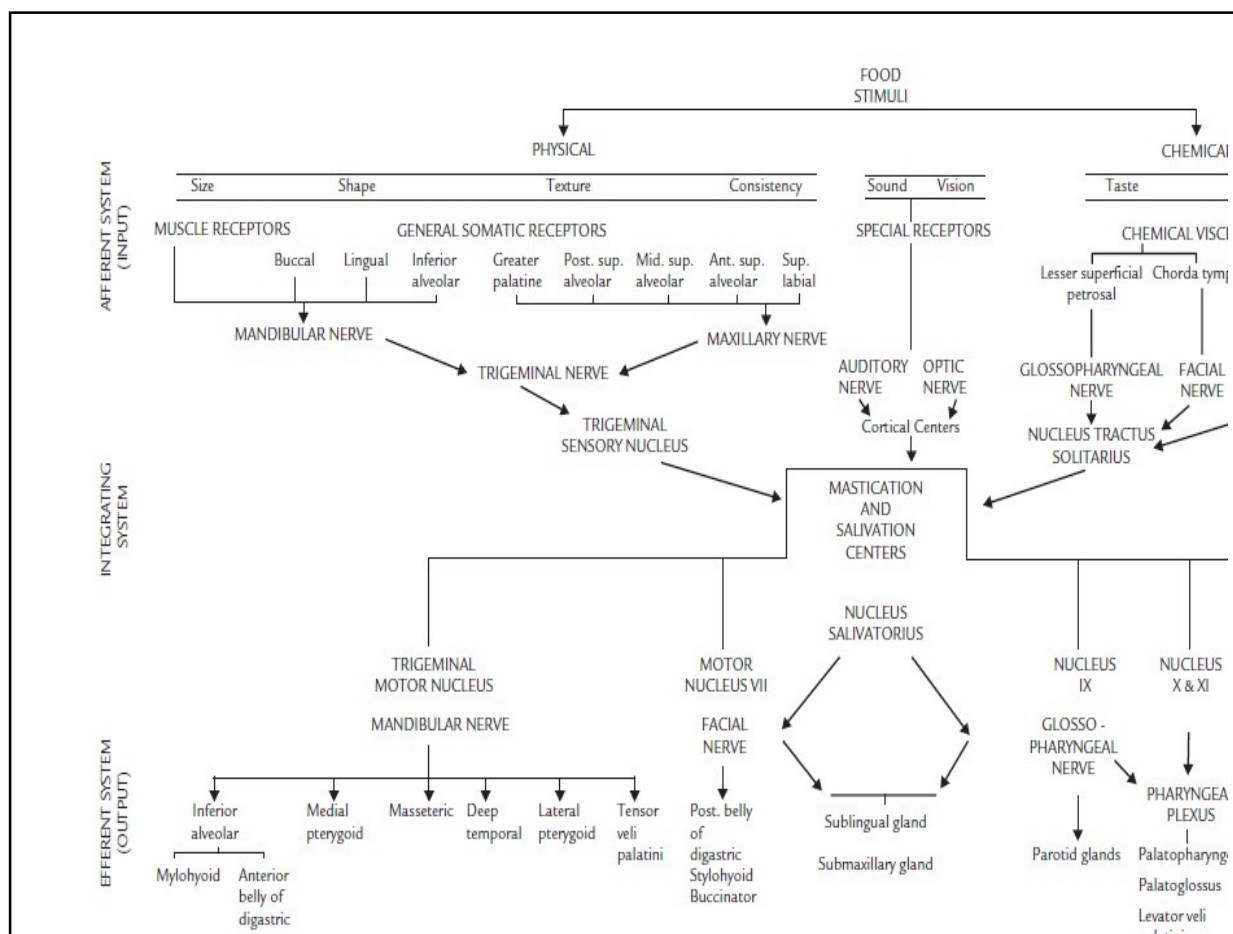 FOOD
STIMULI
PHYSICAL
CHEMICAL
Size Shape Texture Consistency
Sound Vision
Taste
AFFERENT SYSTEM
(INPUT)
MUSCLE RECEPTORS
GENERAL SOMATIC RECEPTORS
SPECIAL RECEPTORS
CHEMICAL
Buccal
Lingual
Inferior
alveolar
Greater
palatine
Post. sup.
alveolar
Mid. sup.
alveolar
Ant. sup.
alveolar
Sup.
labial
Lesser superficial
petrosal
Chorda
MANDIBULAR NERVE
MAXILLARY NERVE
TRIGEMINAL NERVE
AUDITORY
NERVE
OPTIC
NERVE
GLOSSOPHARYNGEAL
NERVE
FACIAL
NERVE
TRIGEMINAL
SENSORY NUCLEUS
Cortical Centers
NUCLEUS TRACTUS
SOLITARIUS
INTEGRATING
SYSTEM
MASTICATION
AND
SALIVATION
CENTERS
NUCLEUS
SALIVATORIUS
TRIGEMINAL
MOTOR NUCLEUS
MOTOR
NUCLEUS VII
NUCLEUS
IX
NUCLEUS
X & XI
EFFERENT SYSTEM
(OUTPUT)
MANDIBULAR NERVE
FACIAL
NERVE
GLOSSO -
PHARYNGEAL
NERVE
Inferior
alveolar
Medial
pterygoid
Masseteric
Deep
temporal
Lateral
pterygoid
Tensor
veli
palatini
Post. belly
of
digastric
Stylohyoid
Buccinator
Sublingual gland
Submaxillary gland
Parotid glands
PLEXUS
Palatoglossus
Levator veli
Mylohyoid
Anterior
belly of
digastric